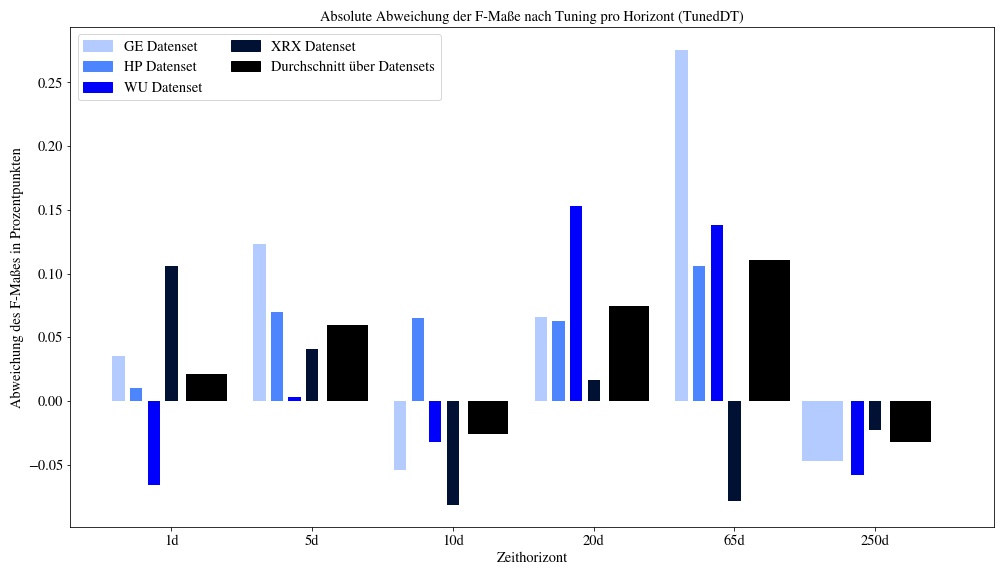 Absolute Abweichung der F-Maße nach Tuning pro Horizont (TunedDT)
GE Datenset
HP Datenset
WU Datenset
XRX Datenset
Durchschnitt über Datensets
Abweichung des F-Maßes in Prozentpunkten
0.25
0.20
0.15
0.10
0.05
0.00
−0.05
1d 5d 10d 20d 65d 250d
Zeithorizont